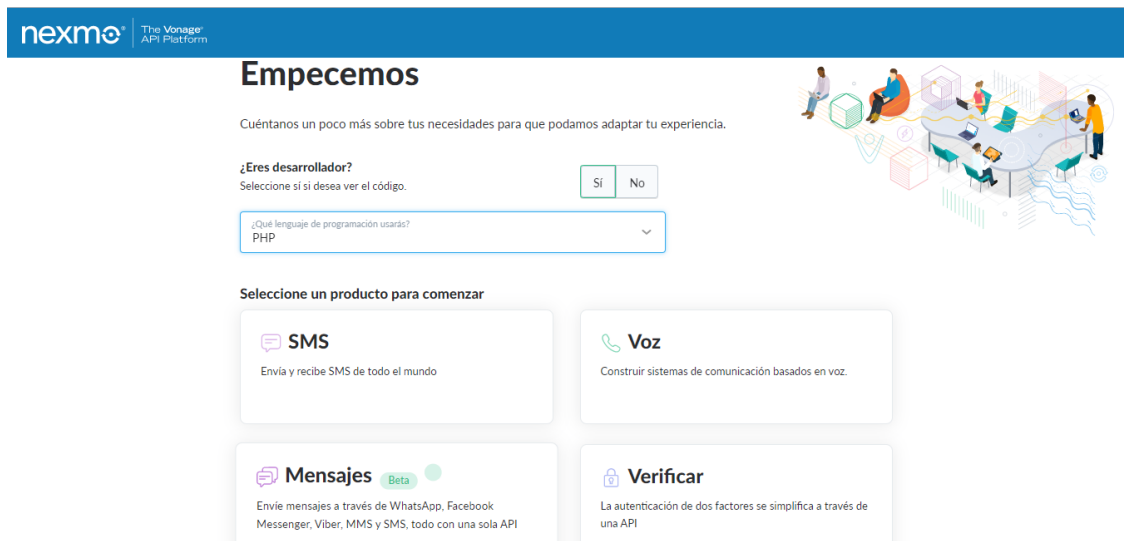 nexmo® The Vonage®
API Platform
Empecemos
Cuéntanos un poco más sobre tus necesidades para que podamos adaptar tu experiencia.
¿Eres desarrollador?
Seleccione sí si desea ver el código.
Sí No
¿Qué lenguaje de programación usarás?
PHP
Seleccione un producto para comenzar
SMS
Envía y recibe SMS de todo el mundo
Voz
Construir sistemas de comunicación basados en voz.
Mensajes Beta
Envíe mensajes a través de WhatsApp, Facebook
Messenger, Viber, MMS y SMS, todo con una sola API
Verificar
La autenticación de dos factores se simplifica a través de
una API